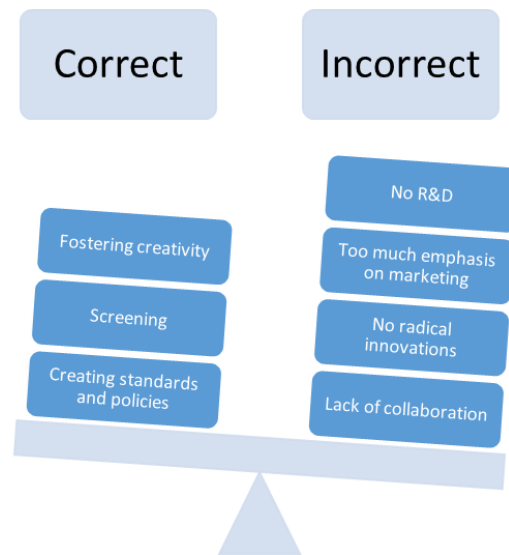 Correct
Incorrect
Fostering creativity
Screening
Creating standards
and policies
No R&D
Too much emphasis
on marketing
No radical
innovations
Lack of collaboration